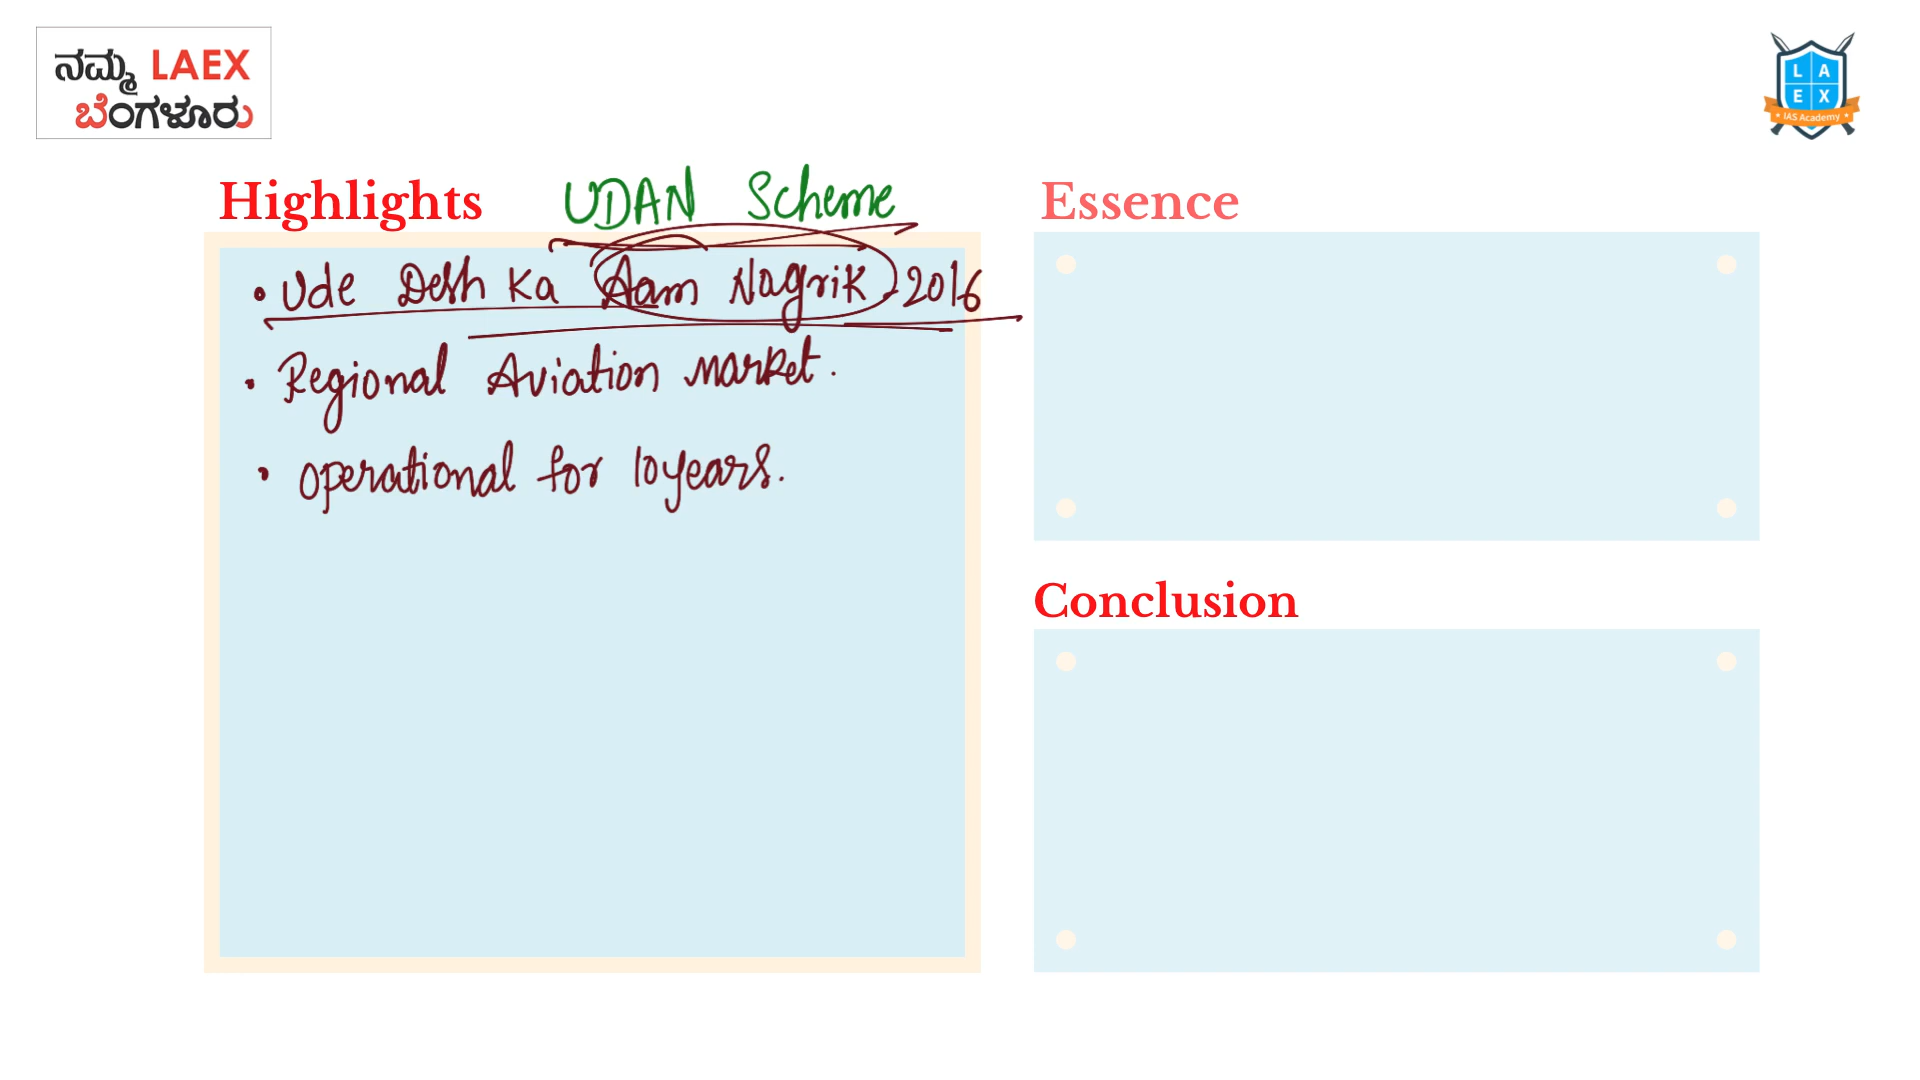 ನಮ್ಮ LAEX
ಬೆಂಗಳೂರು
L A
E X
IAS Academy
Highlights UDAN Scheme
• Ude Desh Ka Aam Nagrik - 2016
• Regional Aviation Market.
• Operational for 10years.
Essence
Conclusion